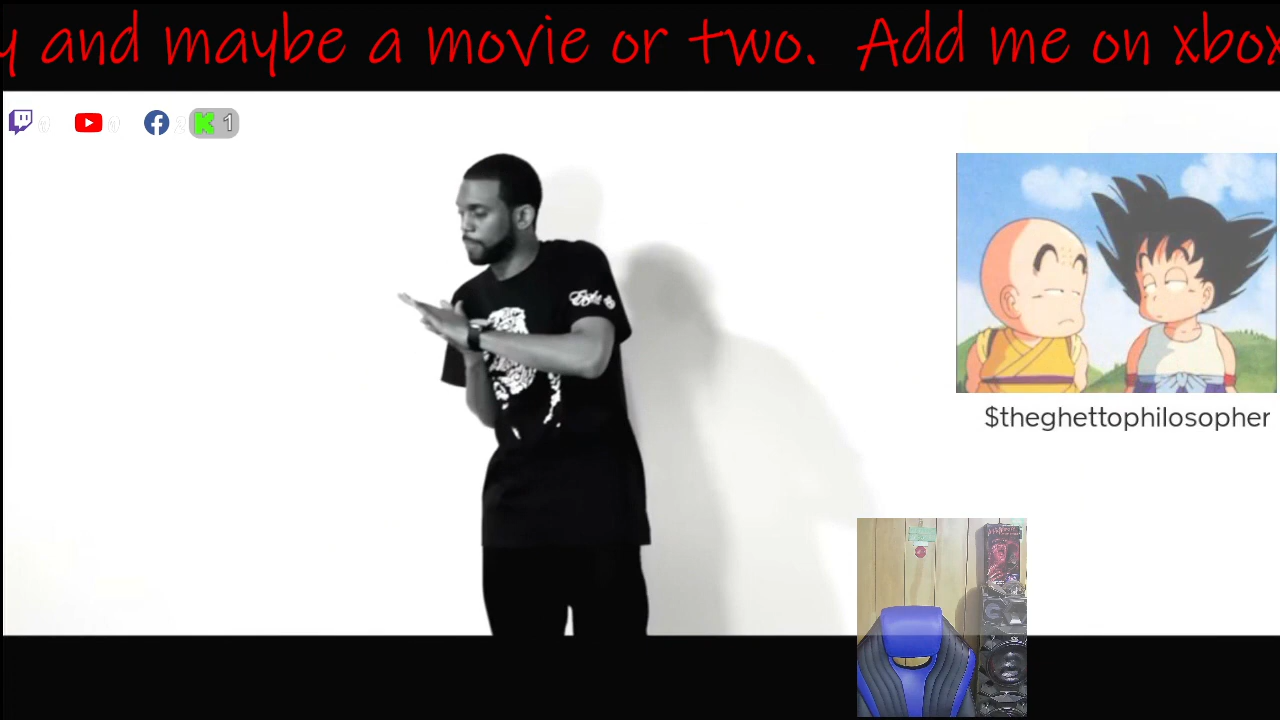 y and maybe a movie or two. Add me on xbox
1
$theghettophilosopher